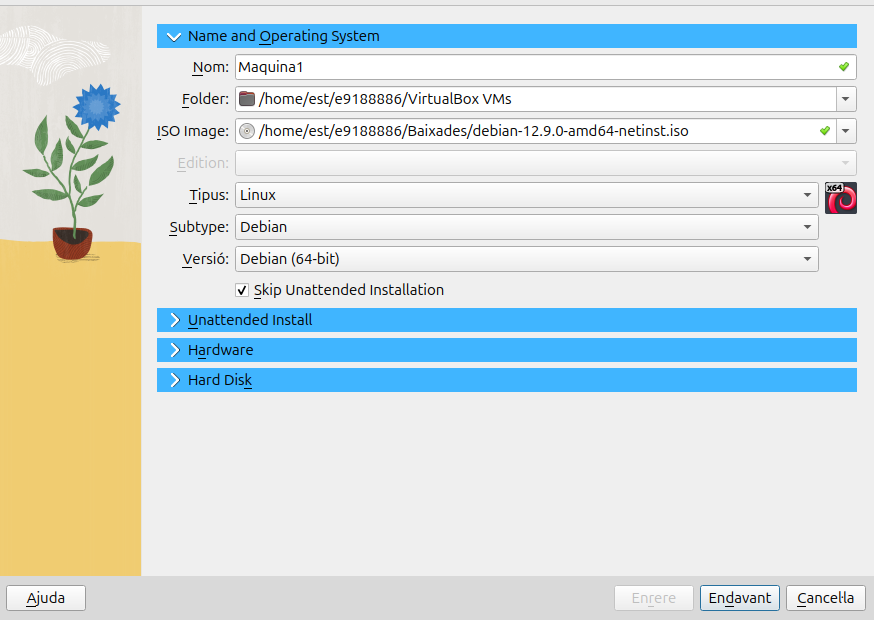 Name and Operating System
Nom: Maquina1
Folder: /home/est/e9188886/VirtualBox VMs
ISO Image: /home/est/e9188886/Baixades/debian-12.9.0-amd64-netinst.iso
Edition:
Tipus: Linux
x64
Subtype: Debian
Versió: Debian (64-bit)
Skip Unattended Installation
Unattended Install
Hardware
Hard Disk
Ajuda Enrere Endavant Cancel·la